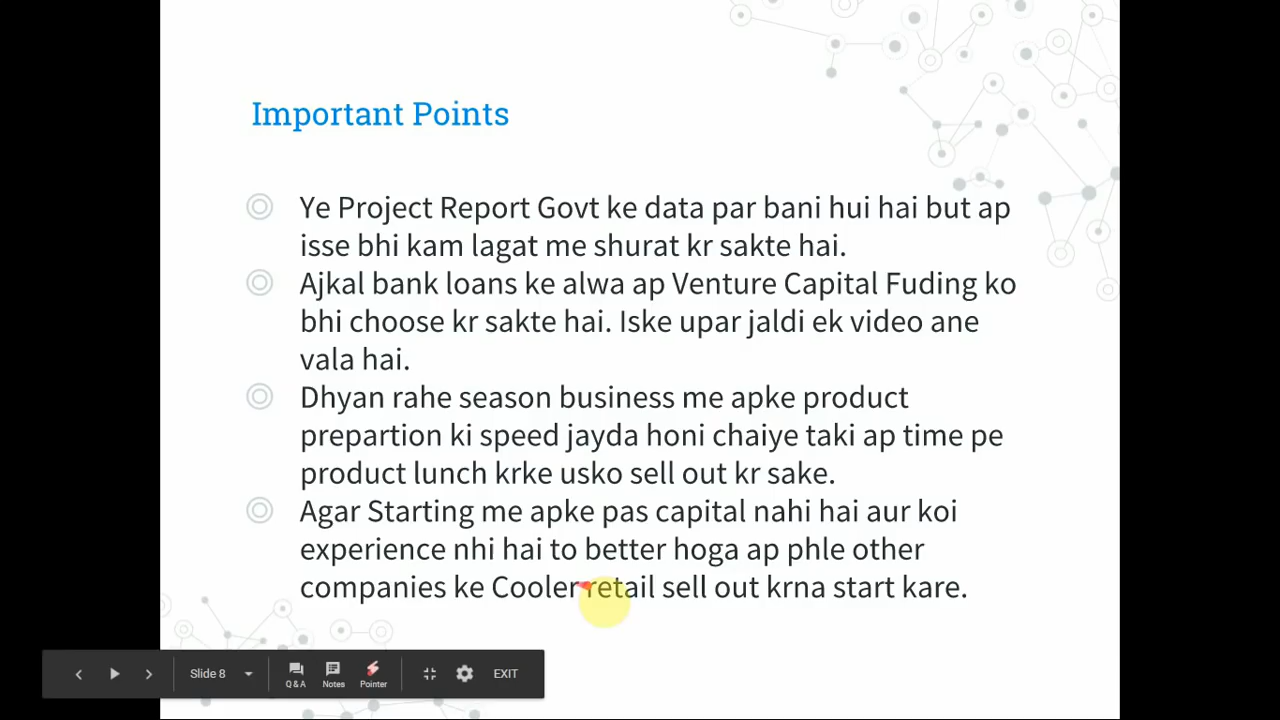 Important Points
Ye Project Report Govt ke data par bani hui hai but ap
isse bhi kam lagat me shurat kr sakte hai.
Ajkal bank loans ke alwa ap Venture Capital Fuding ko
bhi choose kr sakte hai. Iske upar jaldi ek video ane
vala hai.
Dhyan rahe season business me apke product
prepartion ki speed jayda honi chaiye taki ap time pe
product lunch krke usko sell out kr sake.
Agar Starting me apke pas capital nahi hai aur koi
experience nhi hai to better hoga ap phle other
companies ke Cooler retail sell out krna start kare.
Slide 8
Q & A Notes Pointer
EXIT